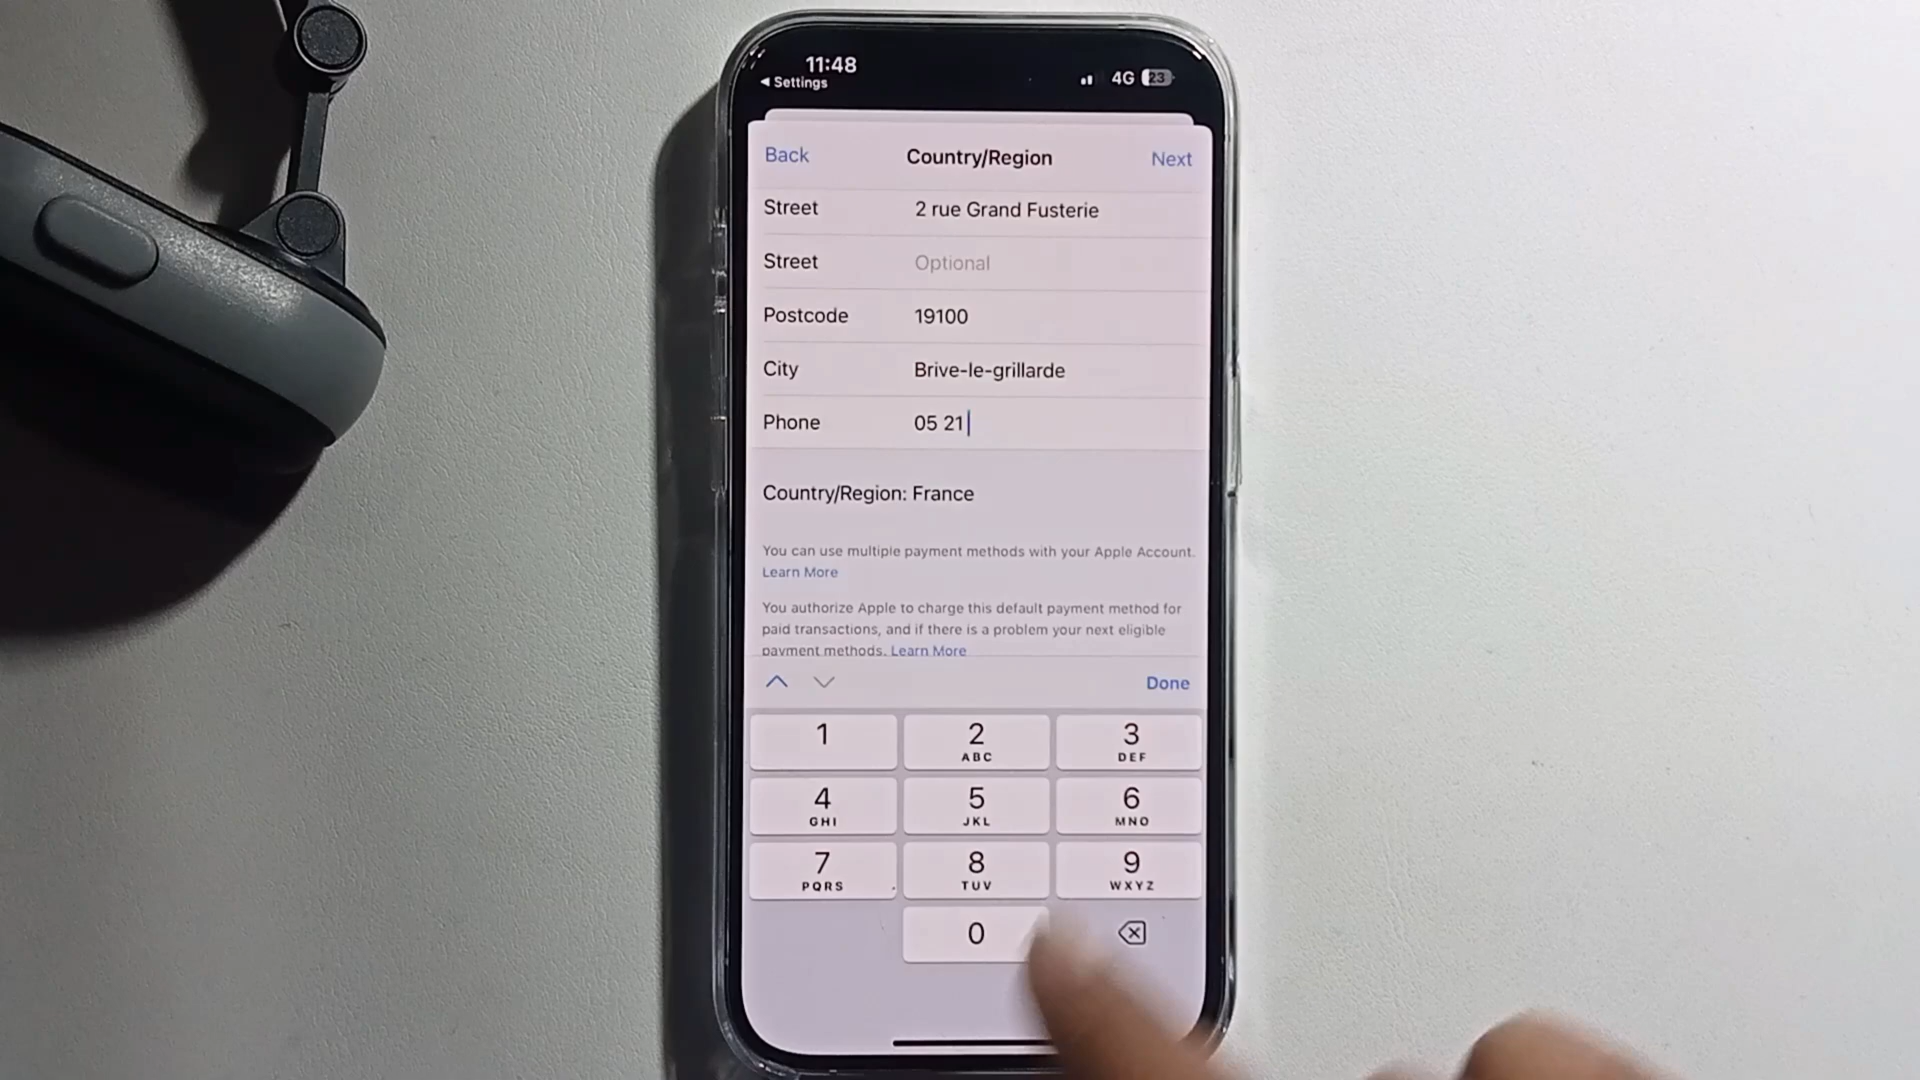 11:48
◀ Settings
4G 23
Back Country/Region Next
Street 2 rue Grand Fusterie
Street Optional
Postcode 19100
City Brive-le-grillarde
Phone 05 21
Country/Region: France
You can use multiple payment methods with your Apple Account.
Learn More
You authorize Apple to charge this default payment method for
paid transactions, and if there is a problem your next eligible
payment methods. Learn More
Done
1 2 3
ABC DEF
4 5 6
GHI JKL MNO
7 8 9
PQRS TUV WXYZ
0